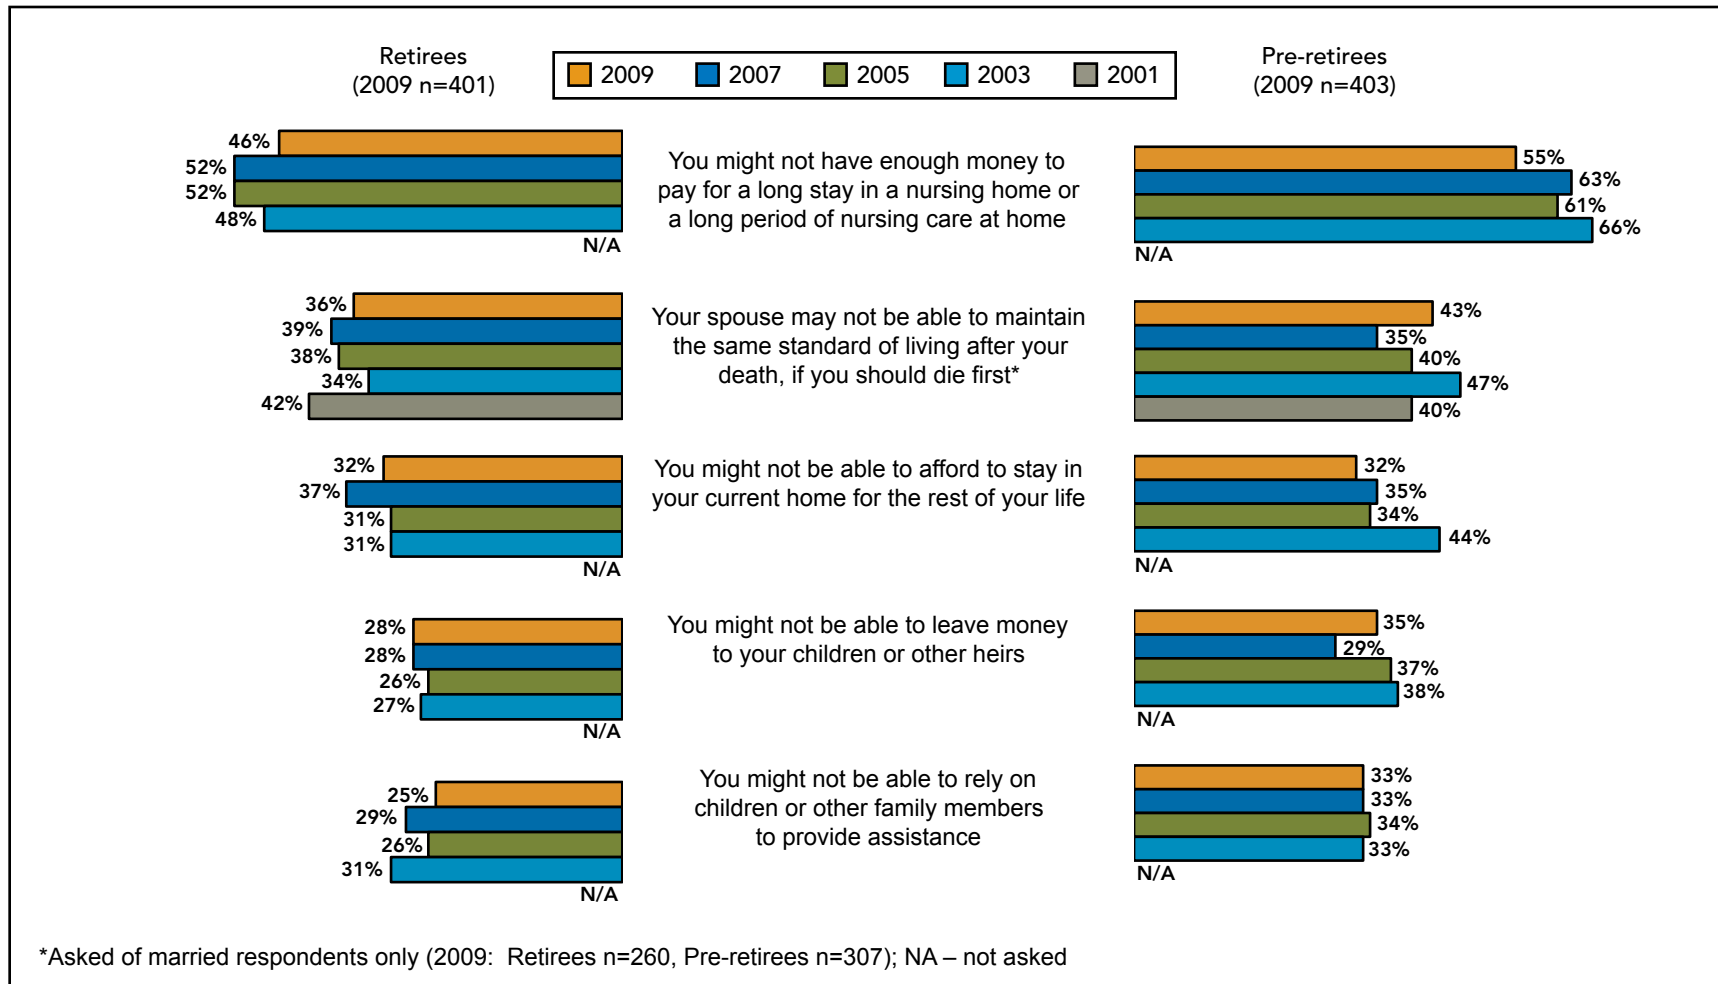 Retirees
(2009 n=401)
2009
2007
2005
2003
2001
Pre-retirees
(2009 n=403)
46%
52%
52%
48%
N/A
You might not have enough money to
pay for a long stay in a nursing home or
a long period of nursing care at home
55%
63%
61%
66%
N/A
36%
39%
38%
34%
42%
Your spouse may not be able to maintain
the same standard of living after your
death, if you should die first*
43%
35%
40%
47%
40%
32%
37%
31%
31%
N/A
You might not be able to afford to stay in
your current home for the rest of your life
32%
35%
34%
44%
N/A
28%
28%
26%
27%
N/A
You might not be able to leave money
to your children or other heirs
35%
29%
37%
38%
N/A
25%
29%
26%
31%
N/A
You might not be able to rely on
children or other family members
to provide assistance
33%
33%
34%
33%
N/A
*Asked of married respondents only (2009:  Retirees n=260, Pre-retirees n=307); NA – not asked